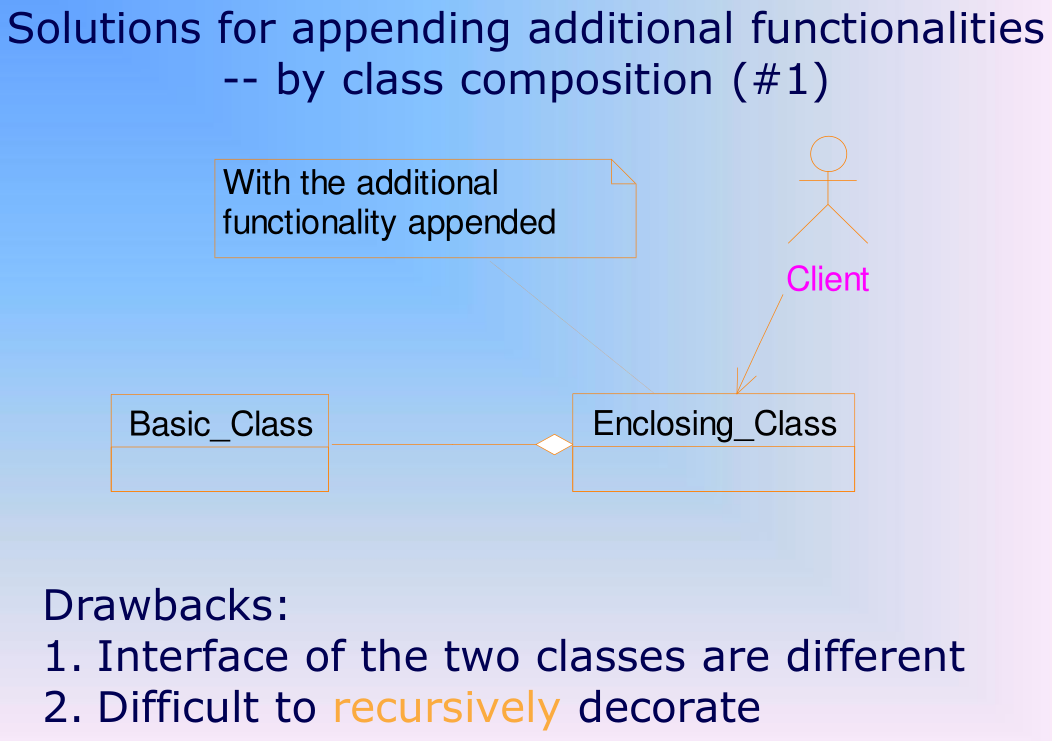 Solutions for appending additional functionalities
-- by class composition (#1)
With the additional
functionality appended
Client
Basic_Class
Enclosing_Class
Drawbacks:
1. Interface of the two classes are different
2. Difficult to recursively decorate